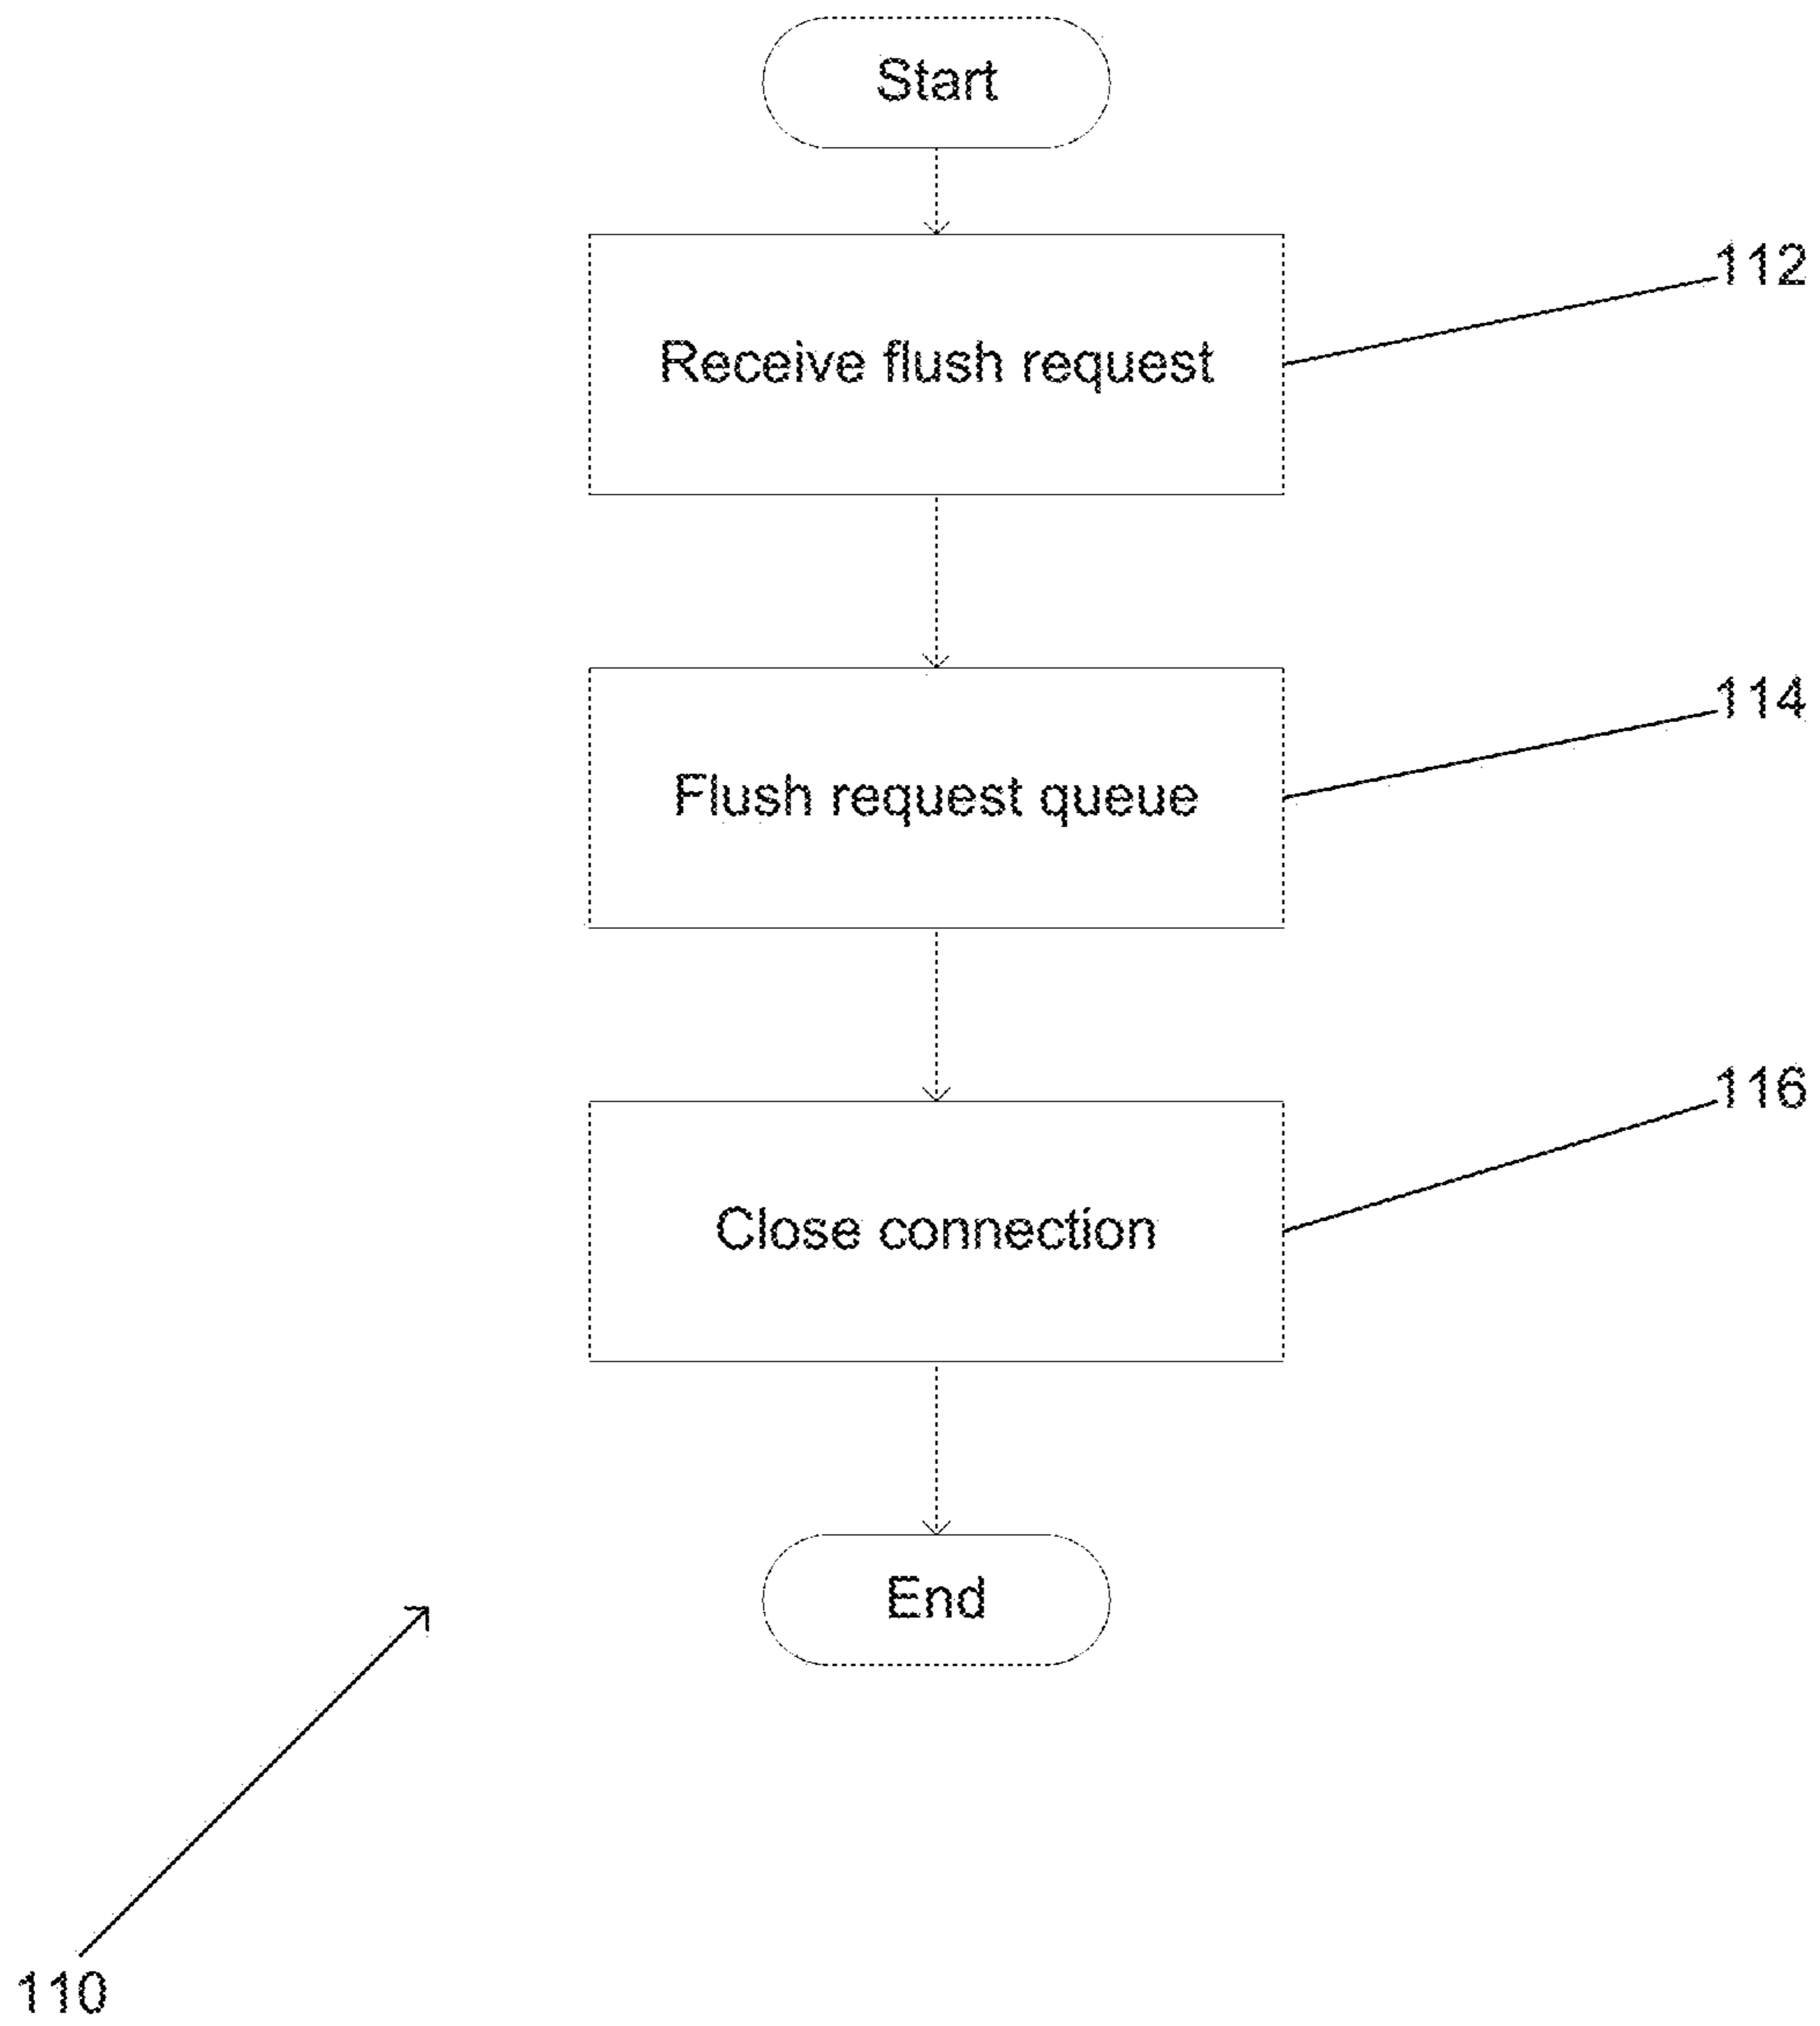 Start
112
Receive flush request
114
Flush request queue
116
Close connection
End
110